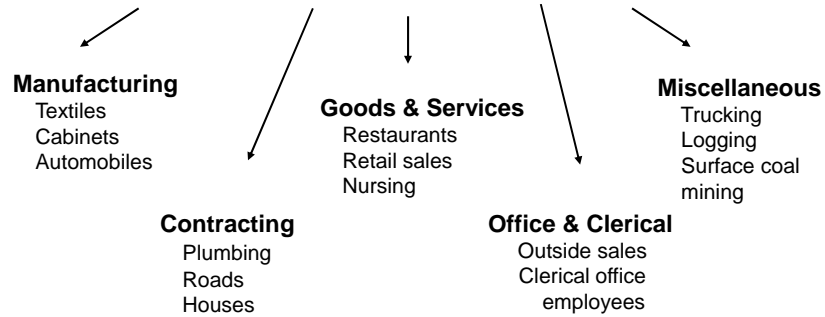 Manufacturing
Textiles
Cabinets
Automobiles
Contracting
Plumbing
Roads
Houses
Goods & Services
Restaurants
Retail sales
Nursing
Office & Clerical
Outside sales
Clerical office
employees
Miscellaneous
Trucking
Logging
Surface coal
mining